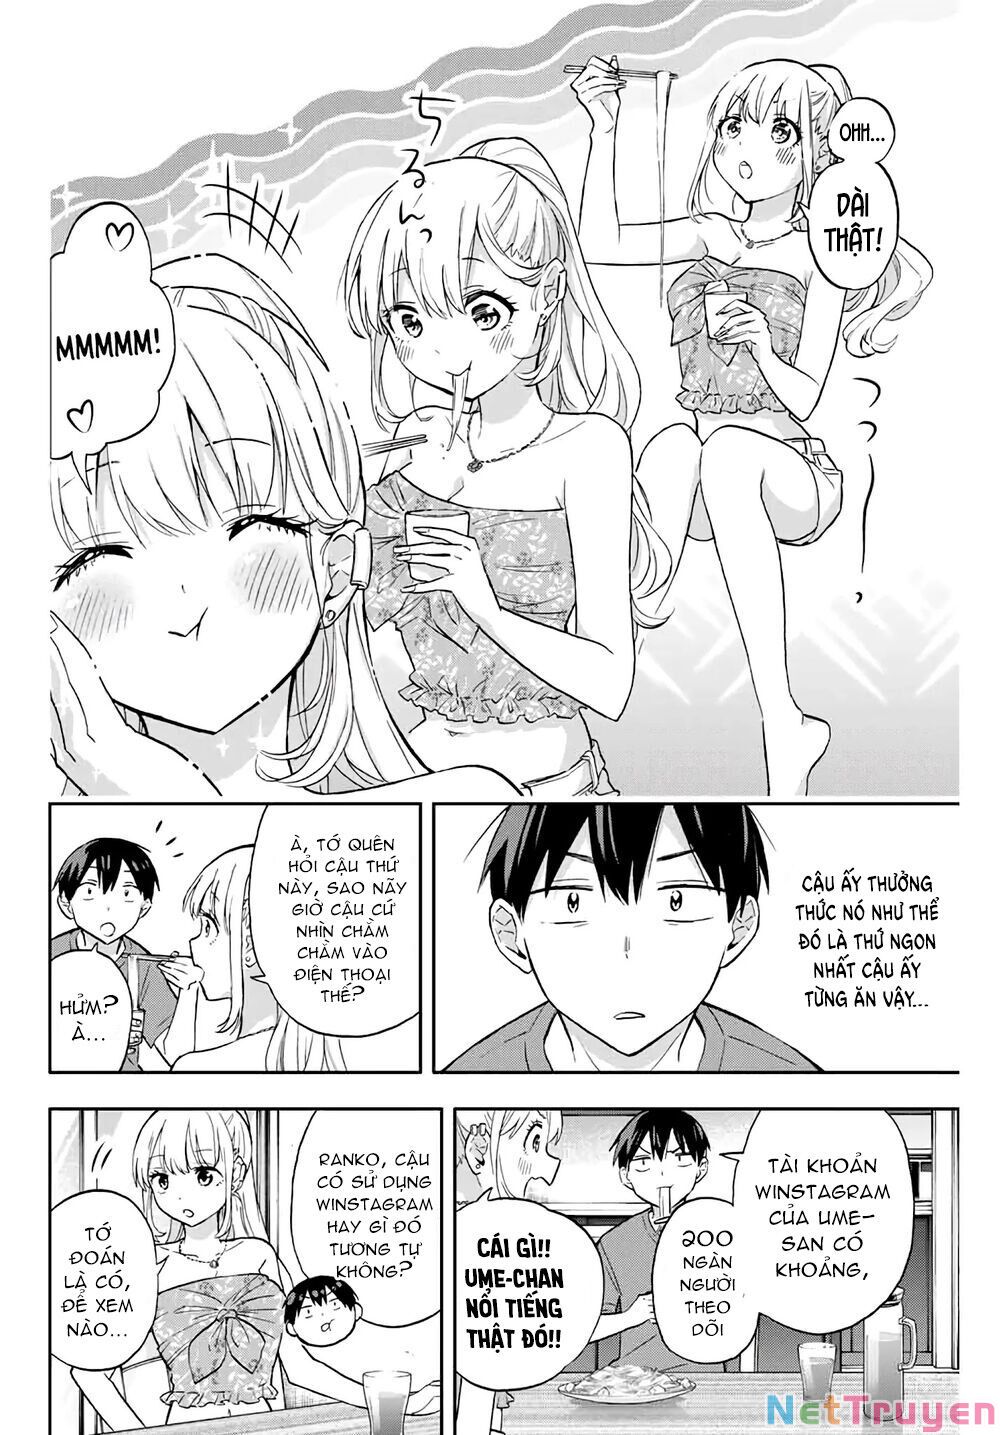 OHH...
DÀI
THẬT!
ちゅるん
MMMMM!
CẬU ẤY THƯỞNG
THỨC NÓ NHƯ THỂ
ĐÓ LÀ THỨ NGON
NHẤT CẬU ẤY
TỪNG ĂN VẬY...
À, TỚ QUÊN
HỎI CẬU THỨ
NÀY, SAO NÃY
GIỜ CẬU CỨ
NHÌN CHẰM
CHẰM VÀO
ĐIỆN THOẠI
THẾ?
HỬM?
À...
TÀI KHOẢN
WINSTAGRAM
CỦA UME-
SAN CÓ
KHOẢNG,
200
NGÀN
NGƯỜI
THEO
DÕI
CÁI GÌ!!
UME-CHAN
NỔI TIẾNG
THẬT ĐÓ!!
RANKO, CẬU
CÓ SỬ DỤNG
WINSTAGRAM
HAY GÌ ĐÓ
TƯƠNG TỰ
KHÔNG?
TỚ
ĐOÁN
LÀ CÓ,
ĐỂ XEM
NÀO...
NetTruyen